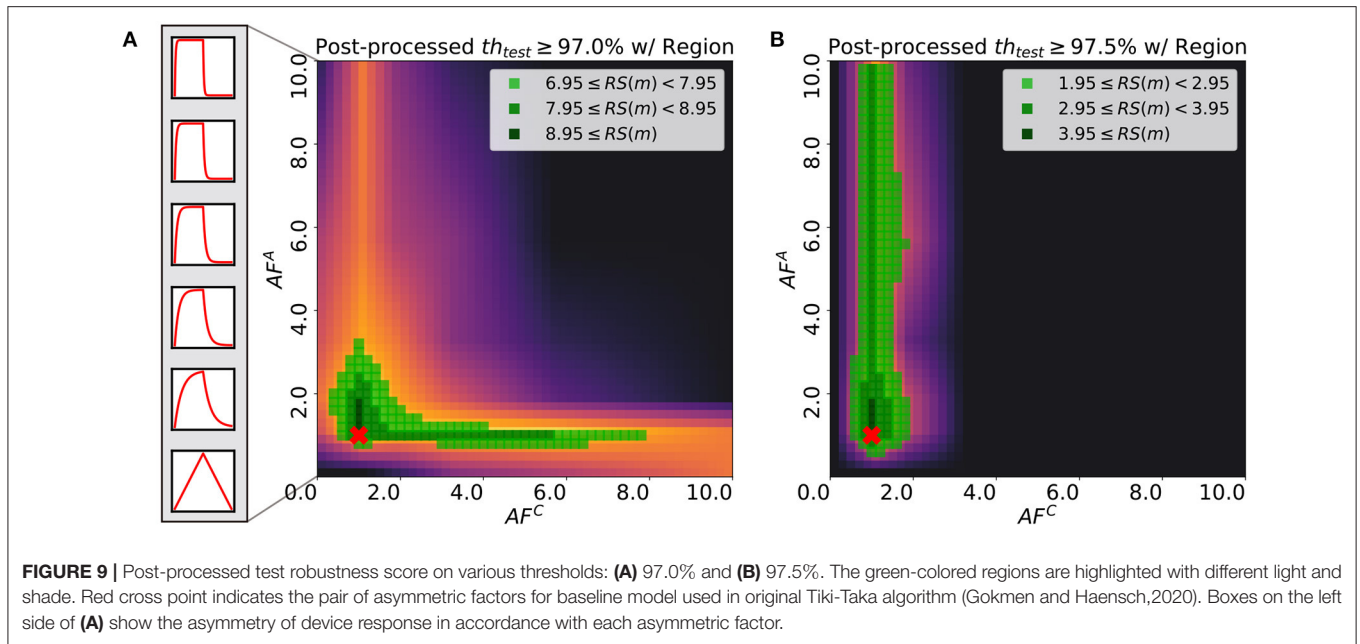 A
Post-processed th_test ≥ 97.0% w/ Region
6.95 ≤ RS(m) < 7.95
7.95 ≤ RS(m) < 8.95
8.95 ≤ RS(m)
10.0
8.0
6.0
4.0
2.0
AF^A
0.0 2.0 4.0 6.0 8.0 10.0
AF^C
B
Post-processed th_test ≥ 97.5% w/ Region
1.95 ≤ RS(m) < 2.95
2.95 ≤ RS(m) < 3.95
3.95 ≤ RS(m)
10.0
8.0
6.0
4.0
2.0
AF^A
0.0 2.0 4.0 6.0 8.0 10.0
AF^C
FIGURE 9 | Post-processed test robustness score on various thresholds: (A) 97.0% and (B) 97.5%. The green-colored regions are highlighted with different light and
shade. Red cross point indicates the pair of asymmetric factors for baseline model used in original Tiki-Taka algorithm (Gokmen and Haensch,2020). Boxes on the left
side of (A) show the asymmetry of device response in accordance with each asymmetric factor.